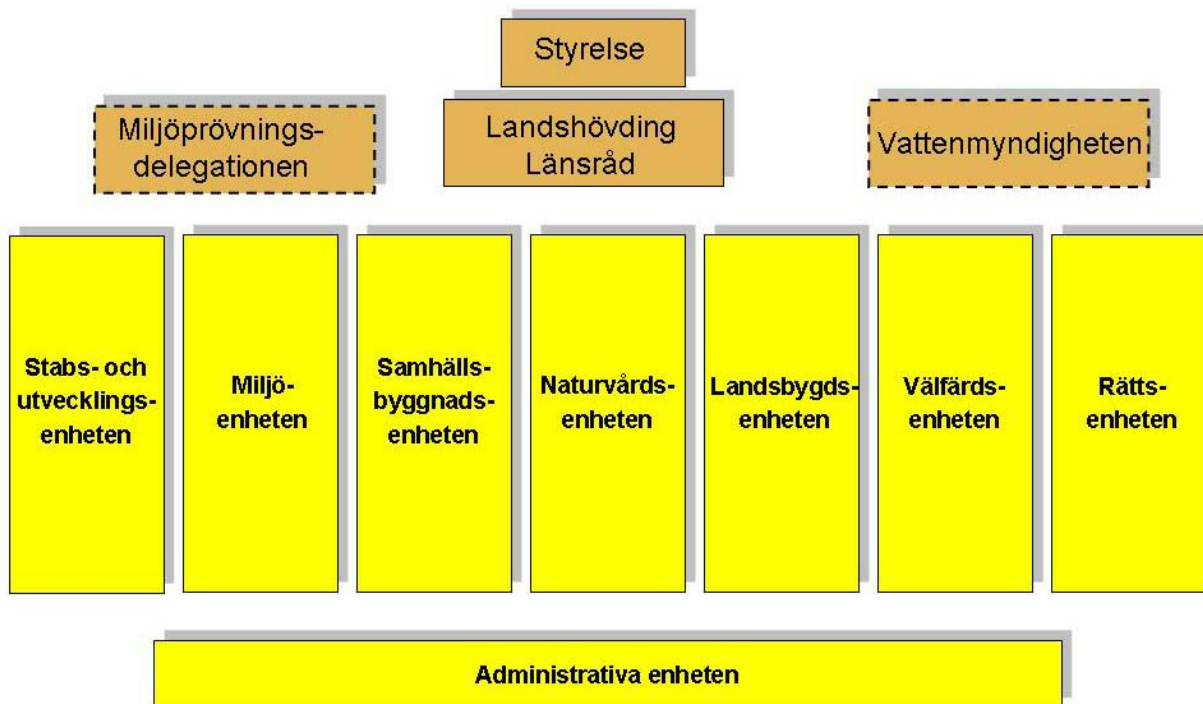 Styrelse
Miljöprövnings-
delegationen
Landshövding
Länsråd
Vattenmyndigheten
Stabs- och
utvecklings-
enheten
Miljö-
enheten
Samhälls-
byggnads-
enheten
Naturvårds-
enheten
Landsbygds-
enheten
Välfärds-
enheten
Rätts-
enheten
Administrativa enheten